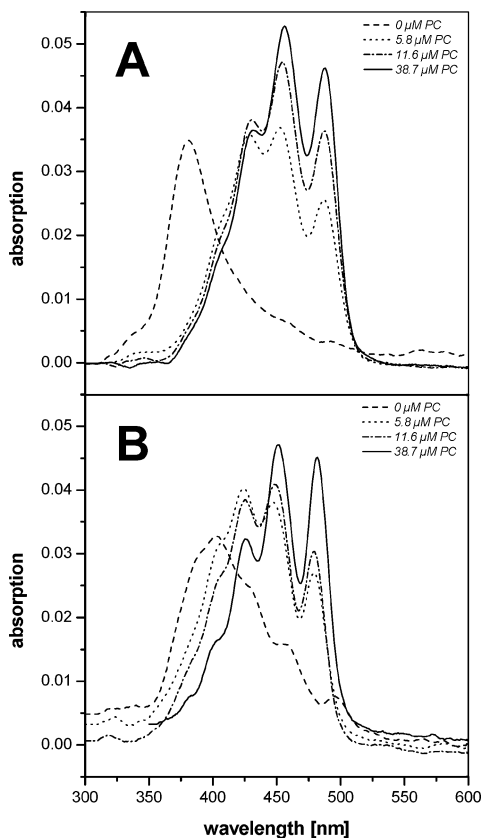 A
0 µM PC
5.8 µM PC
11.6 µM PC
38.7 µM PC
0.05
0.04
0.03
0.02
0.01
0.00
absorption
B
0 µM PC
5.8 µM PC
11.6 µM PC
38.7 µM PC
0.05
0.04
0.03
0.02
0.01
0.00
absorption
300 350 400 450 500 550 600
wavelength [nm]